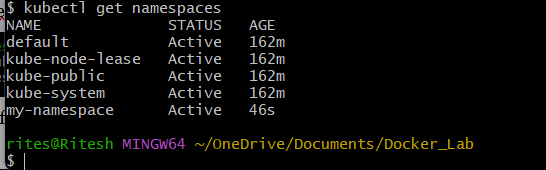 $ kubectl get namespaces
NAME STATUS AGE
default Active 162m
kube-node-lease Active 162m
kube-public Active 162m
kube-system Active 162m
my-namespace Active 46s
rites@Ritesh MINGW64 ~/OneDrive/Documents/Docker_Lab
$